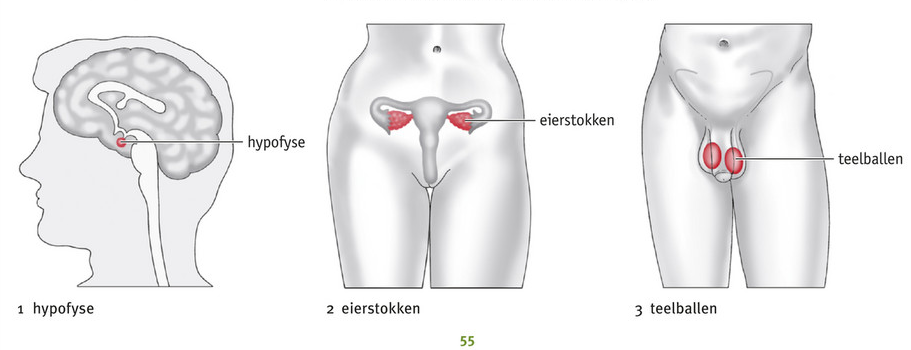 hypofyse
eierstokken
teelballen
1 hypofyse
2 eierstokken
3 teelballen
55